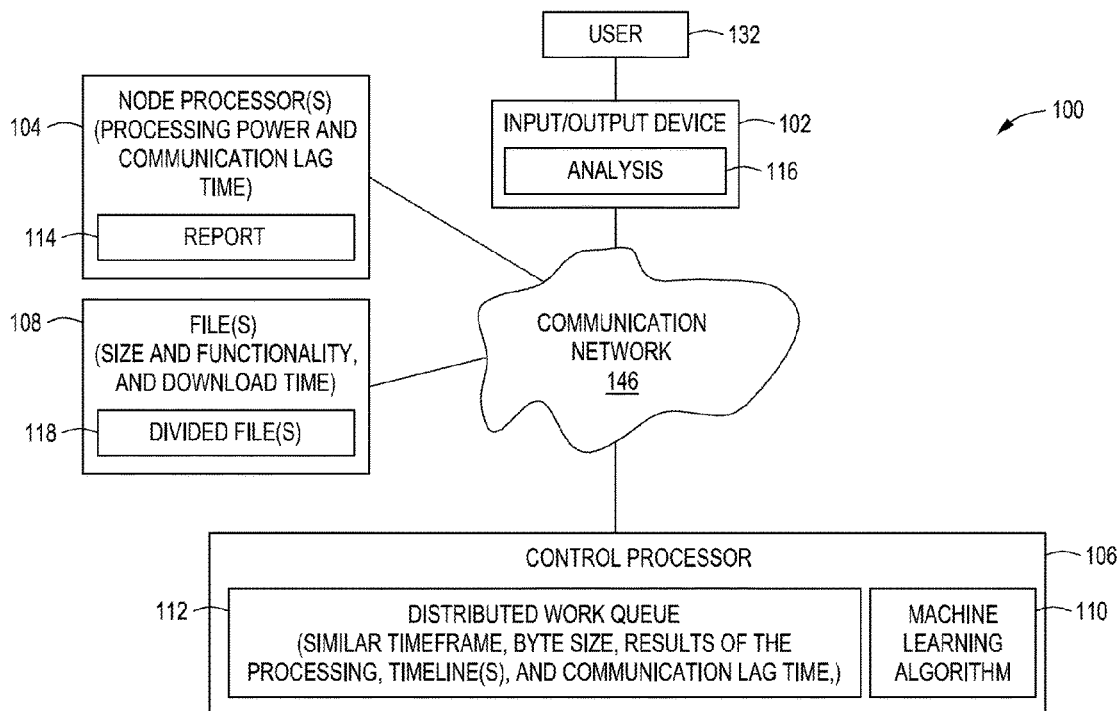 USER
132
100
NODE PROCESSOR(S)
(PROCESSING POWER AND
COMMUNICATION LAG
TIME)
104
REPORT
114
INPUT/OUTPUT DEVICE
102
ANALYSIS
116
FILE(S)
(SIZE AND FUNCTIONALITY,
AND DOWNLOAD TIME)
108
DIVIDED FILE(S)
118
COMMUNICATION
NETWORK
146
CONTROL PROCESSOR
106
112
DISTRIBUTED WORK QUEUE
(SIMILAR TIMEFRAME, BYTE SIZE, RESULTS OF THE
PROCESSING, TIMELINE(S), AND COMMUNICATION LAG TIME,)
MACHINE
LEARNING
ALGORITHM
110